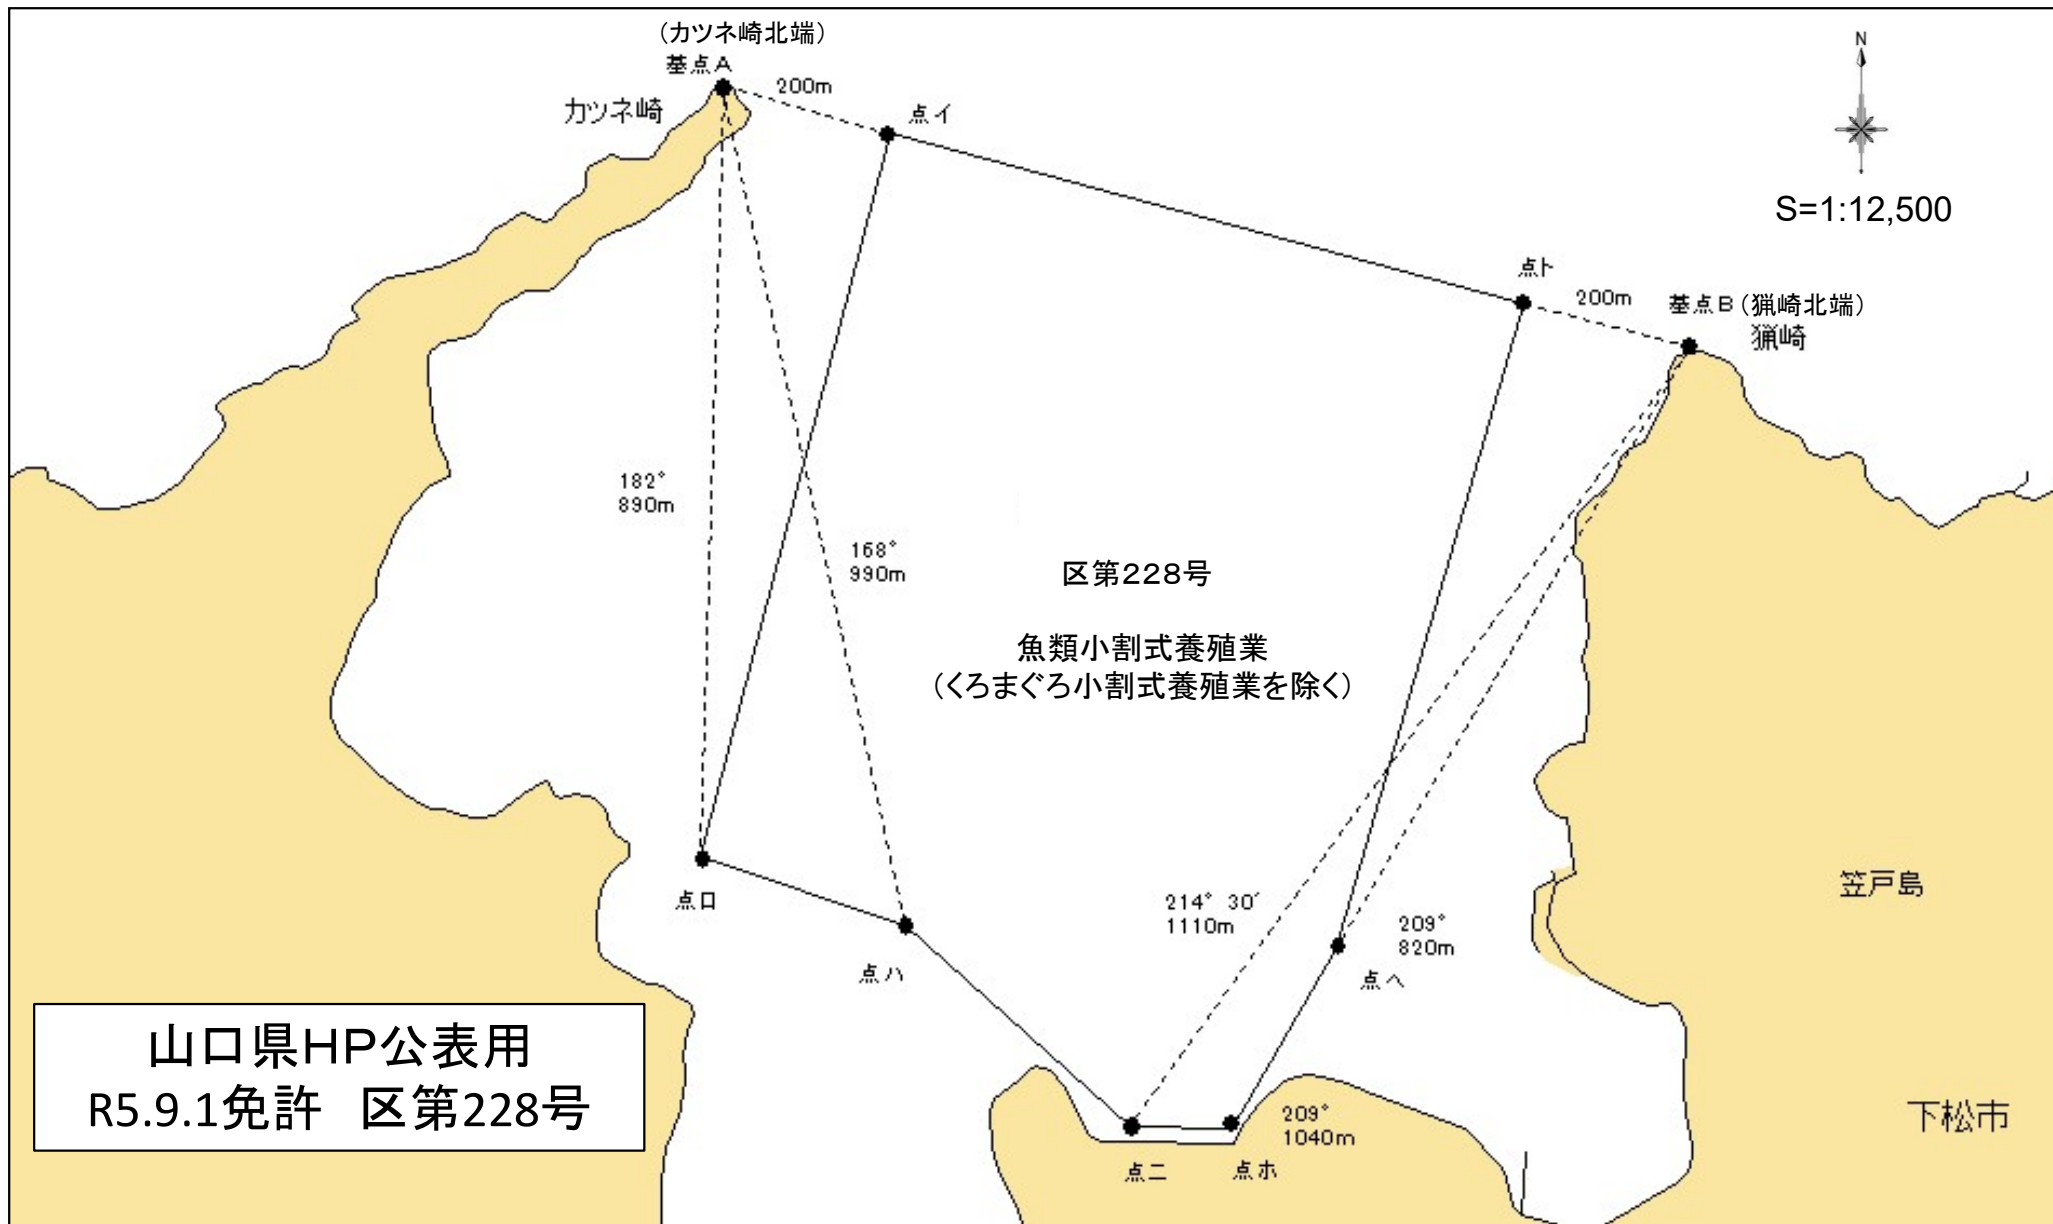 (カツネ崎北端)
基点A
200m
カツネ崎
点イ
N
S=1:12,500
点ト
200m
基点B(猟崎北端)
猟崎
182°
890m
168°
990m
区第228号
魚類小割式養殖業
(くろまぐろ小割式養殖業を除く)
点ロ
214° 30′
1110m
209°
820m
笠戸島
点ハ
点ヘ
山口県HP公表用
R5.9.1免許 区第228号
209°
1040m
下松市
点ニ
点ホ